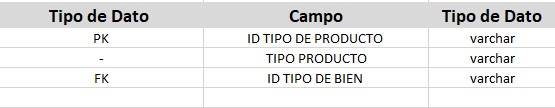 Tipo de Dato Campo Tipo de Dato
PK ID TIPO DE PRODUCTO varchar
- TIPO PRODUCTO varchar
FK ID TIPO DE BIEN varchar